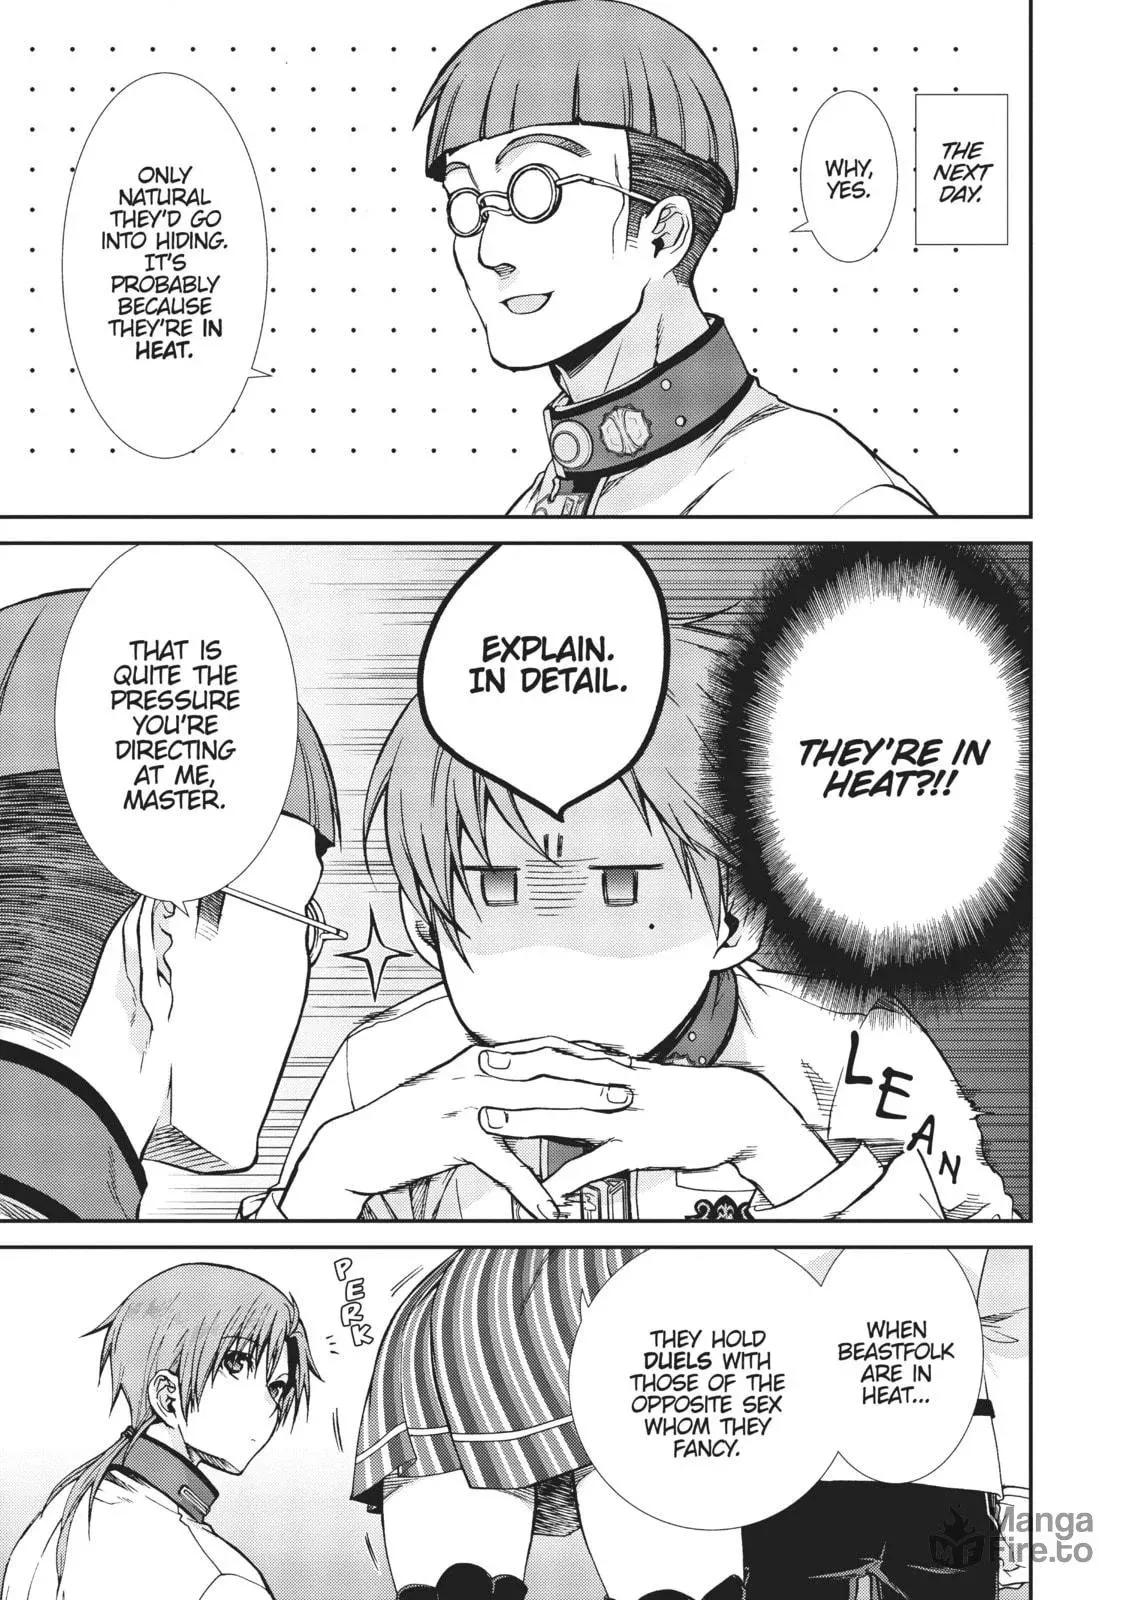 THE
NEXT
DAY.
WHY,
YES.
ONLY
NATURAL
THEY'D GO
INTO HIDING.
IT'S
PROBABLY
BECAUSE
THEY'RE IN
HEAT.
THEY'RE IN
HEAT?!!
EXPLAIN.
IN DETAIL.
THAT IS
QUITE THE
PRESSURE
YOU'RE
DIRECTING
AT ME,
MASTER.
LEAN
WHEN
BEASTFOLK
ARE IN
HEAT...
THEY HOLD
DUELS WITH
THOSE OF THE
OPPOSITE SEX
WHOM THEY
FANCY.
PERK
MF
Manga
Fire.to